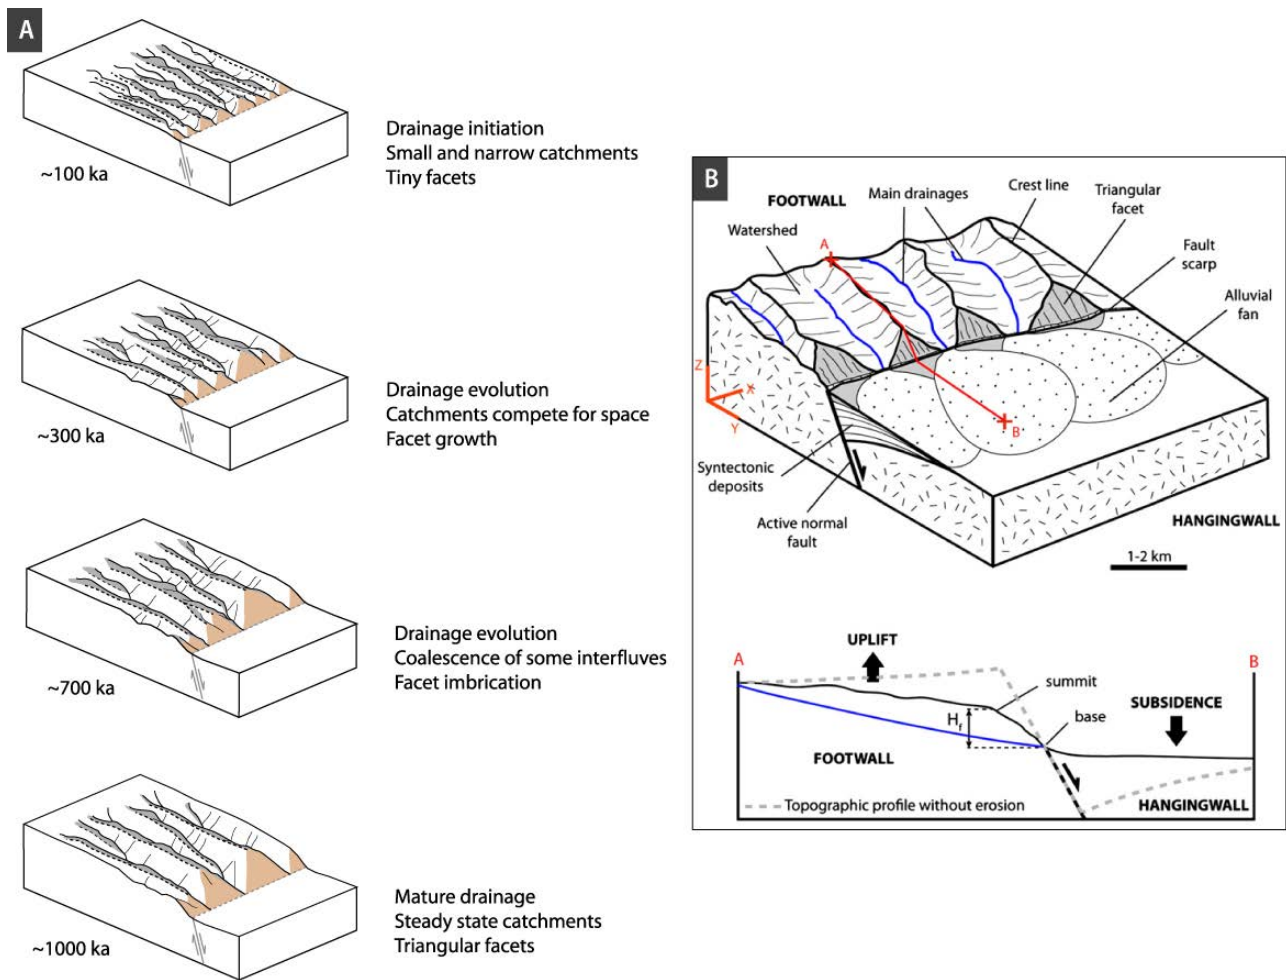 A
~100 ka
Drainage initiation
Small and narrow catchments
Tiny facets
~300 ka
Drainage evolution
Catchments compete for space
Facet growth
~700 ka
Drainage evolution
Coalescence of some interfluves
Facet imbrication
~1000 ka
Mature drainage
Steady state catchments
Triangular facets
B
FOOTWALL
Main drainages
Crest line
Triangular
facet
Watershed
A
Fault
scarp
Alluvial
fan
Z
X
Y
B
Syntectonic
deposits
Active normal
fault
HANGINGWALL
1-2 km
A
UPLIFT
B
summit
SUBSIDENCE
base
Hf
FOOTWALL
Topographic profile without erosion
HANGINGWALL